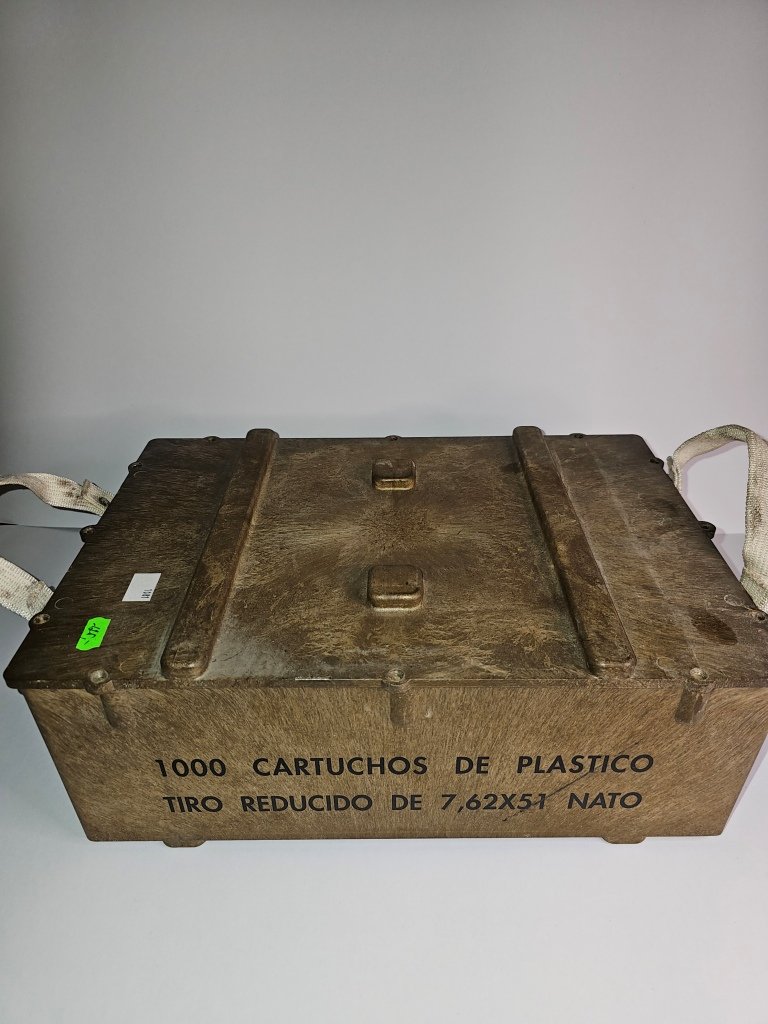 1000 CARTUCHOS DE PLASTICO
TIRO REDUCIDO DE 7,62X51 NATO